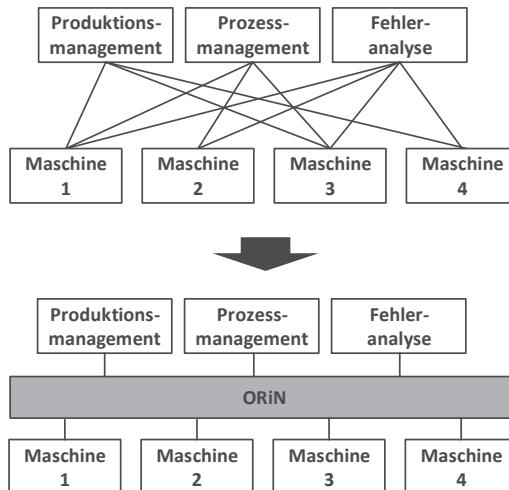 Produktions-
management
Prozess-
management
Fehler-
analyse
Maschine
1
Maschine
2
Maschine
3
Maschine
4
Produktions-
management
Prozess-
management
Fehler-
analyse
ORiN
Maschine
1
Maschine
2
Maschine
3
Maschine
4